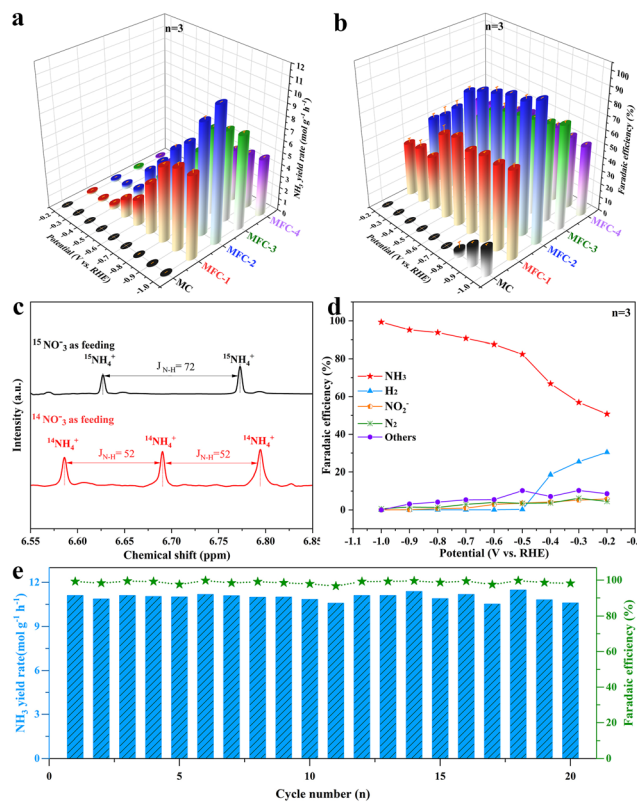 a
n=3
12
11
10
9
8
7
6
5
4
3
2
1
0
NH3 yield rate (mol g-1 h-1)
-0.2
-0.3
-0.4
-0.5
-0.6
-0.7
-0.8
-0.9
-1.0
Potential (V vs. RHE)
MC
MFC-1
MFC-2
MFC-3
MFC-4
b
n=3
100
90
80
70
60
50
40
30
20
10
0
Faradaic efficiency (%)
-0.2
-0.3
-0.4
-0.5
-0.6
-0.7
-0.8
-0.9
-1.0
Potential (V vs. RHE)
MC
MFC-1
MFC-2
MFC-3
MFC-4
c
15 NO-3 as feeding
15NH4+ 15NH4+
JN-H= 72
14 NO-3 as feeding
14NH4+ 14NH4+ 14NH4+
JN-H= 52 JN-H=52
Intensity (a.u.)
6.55 6.60 6.65 6.70 6.75 6.80 6.85
Chemical shift (ppm)
d
n=3
100
80
60
40
20
0
Faradaic efficiency (%)
NH3
H2
NO2-
N2
Others
-1.0 -0.9 -0.8 -0.7 -0.6 -0.5 -0.4 -0.3 -0.2
Potential (V vs. RHE)
e
12
9
6
3
0
NH3 yield rate(mol g-1 h-1)
100
80
60
40
20
0
Faradaic efficiency (%)
0 5 10 15 20
Cycle number (n)